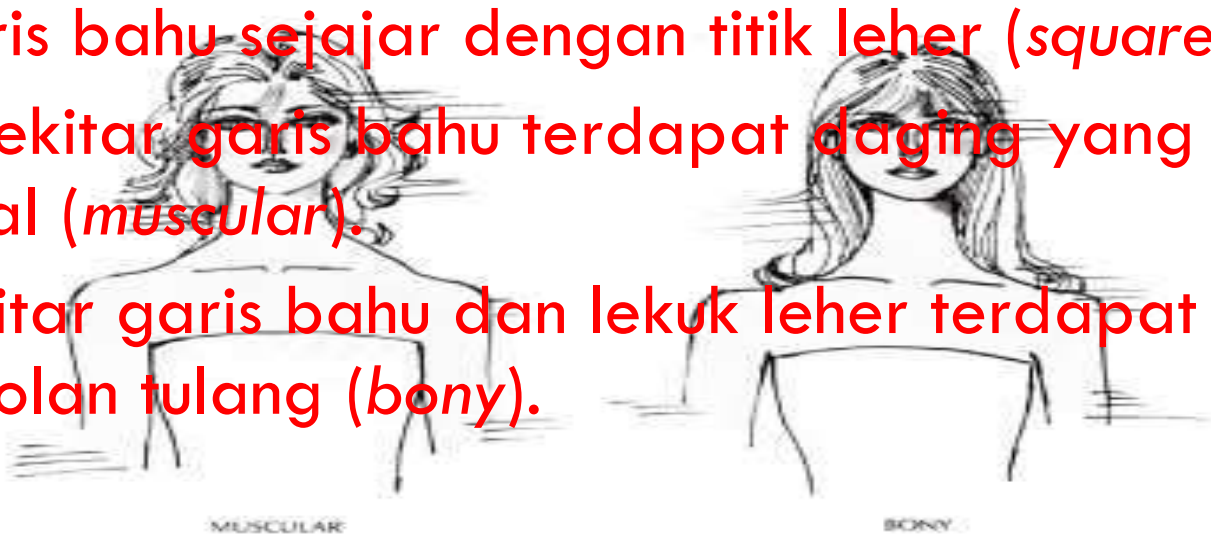 ris bahu sejajar dengan titik leher (square
ekitar garis bahu terdapat daging yang
al (muscular).
itar garis bahu dan lekuk leher terdapat
olan tulang (bony).
MUSCULAR
BONY